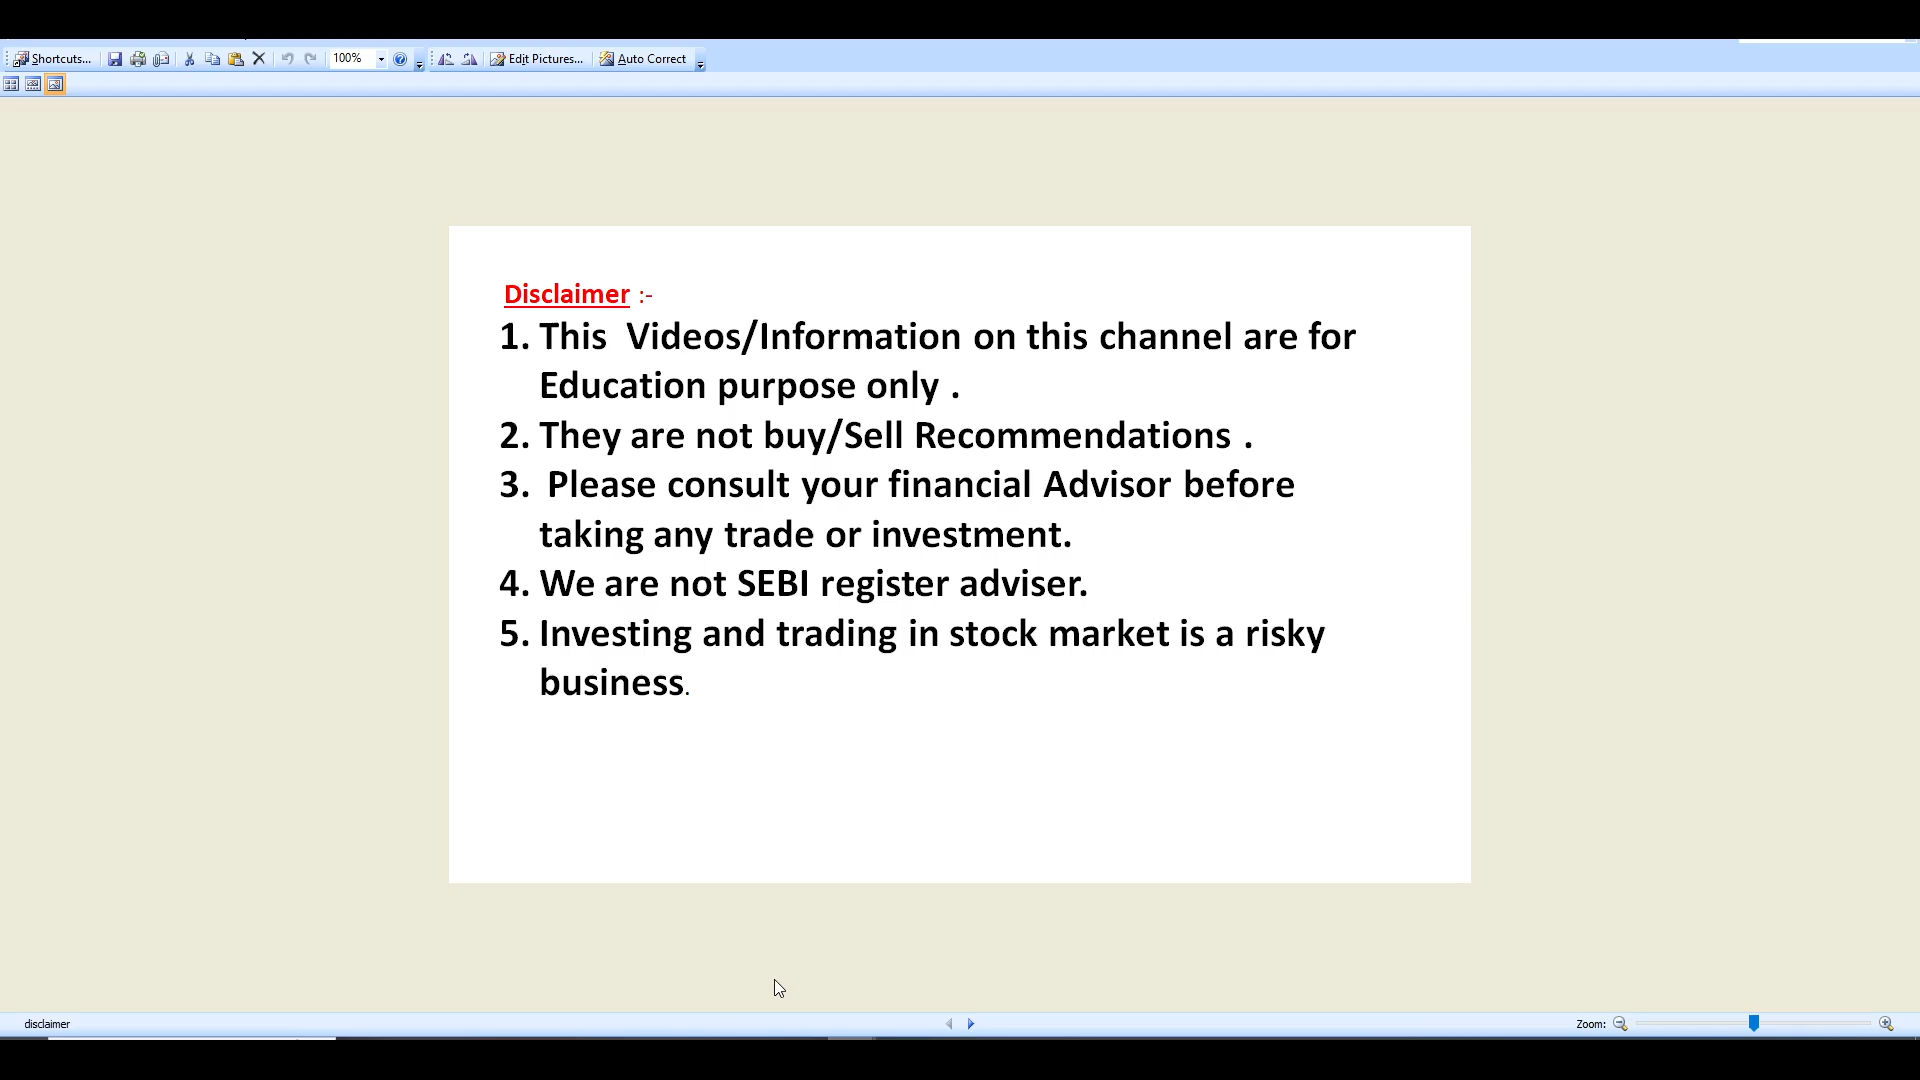 Shortcuts...
100%
Edit Pictures...
Auto Correct
Disclaimer :-
1. This  Videos/Information on this channel are for
Education purpose only .
2. They are not buy/Sell Recommendations .
3.  Please consult your financial Advisor before
taking any trade or investment.
4. We are not SEBI register adviser.
5. Investing and trading in stock market is a risky
business.
disclaimer
Zoom: